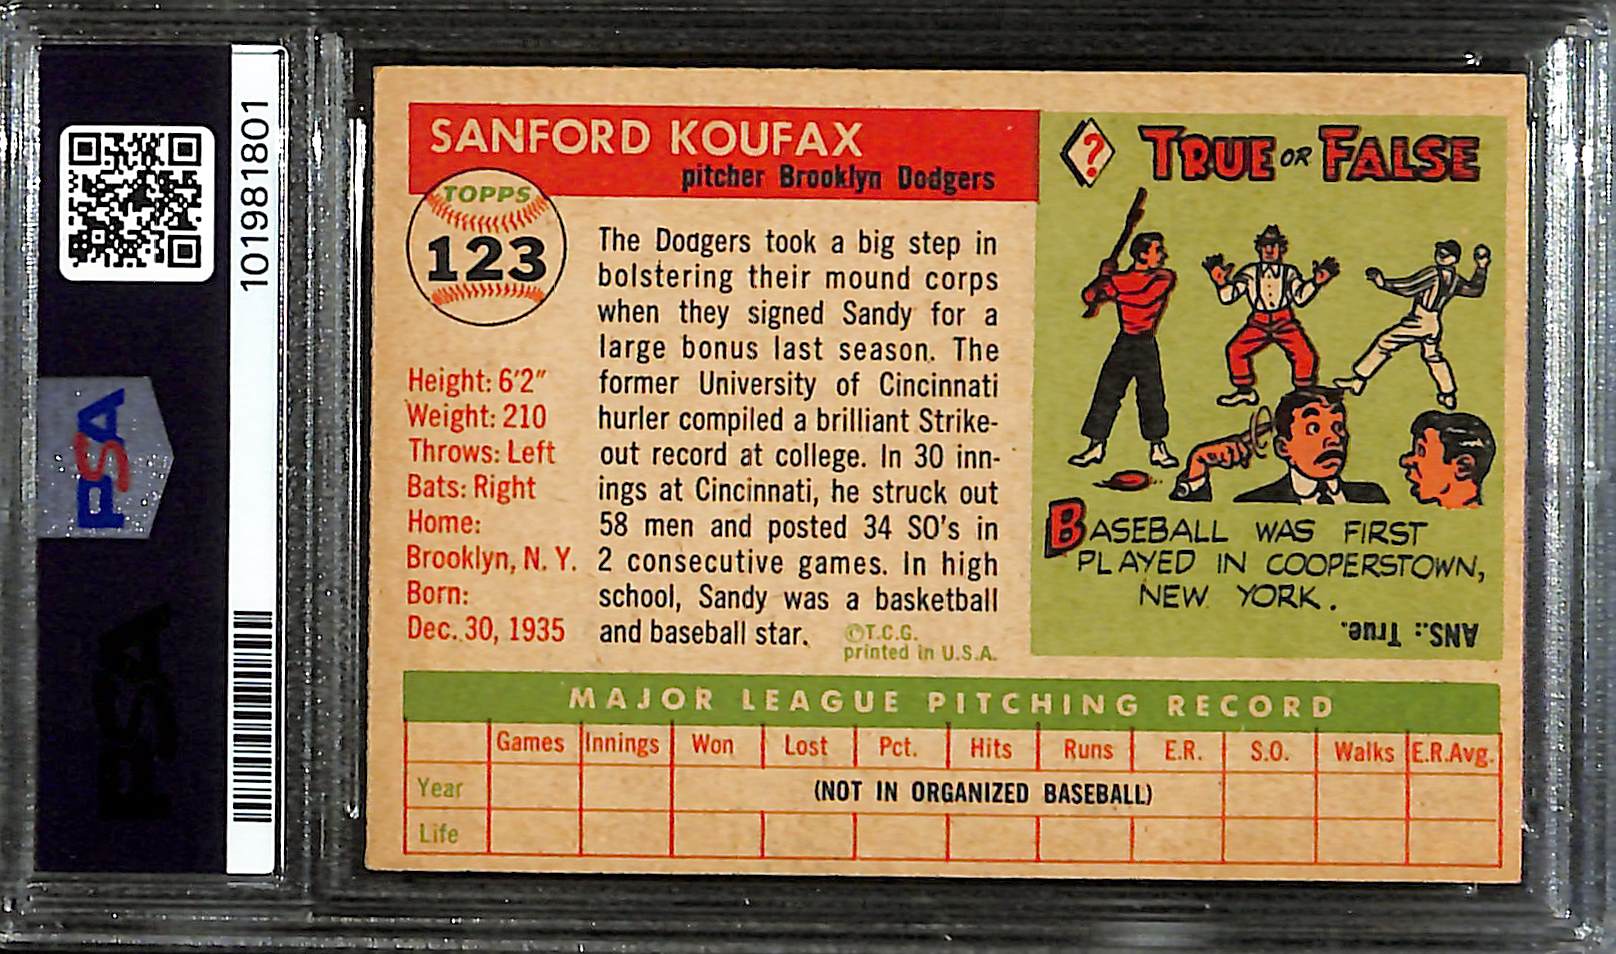 101981801
PSA
PSA
SANFORD KOUFAX
pitcher Brooklyn Dodgers
TOPPS
123
Height: 6'2"
Weight: 210
Throws: Left
Bats: Right
Home:
Brooklyn, N. Y.
Born:
Dec. 30, 1935
The Dodgers took a big step in
bolstering their mound corps
when they signed Sandy for a
large bonus last season. The
former University of Cincinnati
hurler compiled a brilliant Strike-
out record at college. In 30 inn-
ings at Cincinnati, he struck out
58 men and posted 34 SO's in
2 consecutive games. In high
school, Sandy was a basketball
and baseball star.
©T.C.G.
printed in U.S.A.
? TRUE OR FALSE
BASEBALL WAS FIRST
PLAYED IN COOPERSTOWN,
NEW YORK.
ANS.: True.
MAJOR LEAGUE PITCHING RECORD
Games Innings Won Lost Pct. Hits Runs E.R. S.O. Walks E.R.Avg.
Year (NOT IN ORGANIZED BASEBALL)
Life